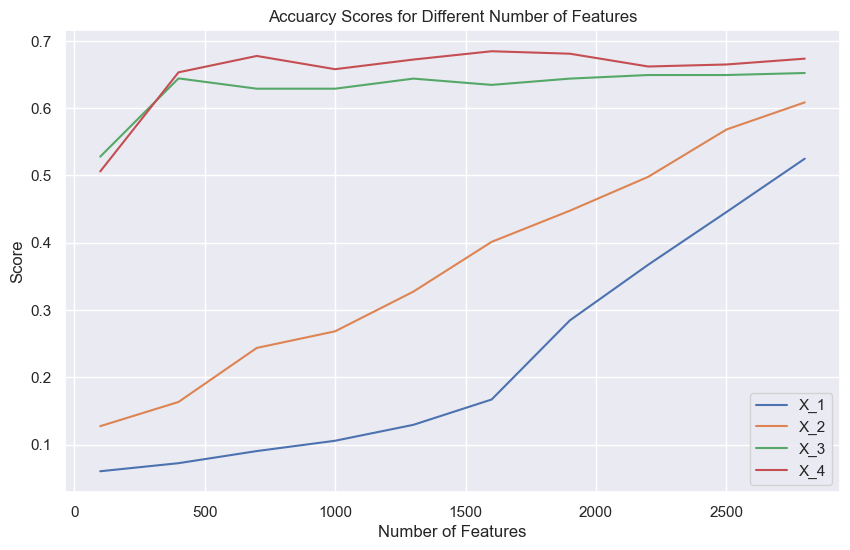 Accuarcy Scores for Different Number of Features
0.7
0.6
0.5
0.4
0.3
0.2
0.1
Score
0
500
1000
1500
2000
2500
Number of Features
X_1
X_2
X_3
X_4